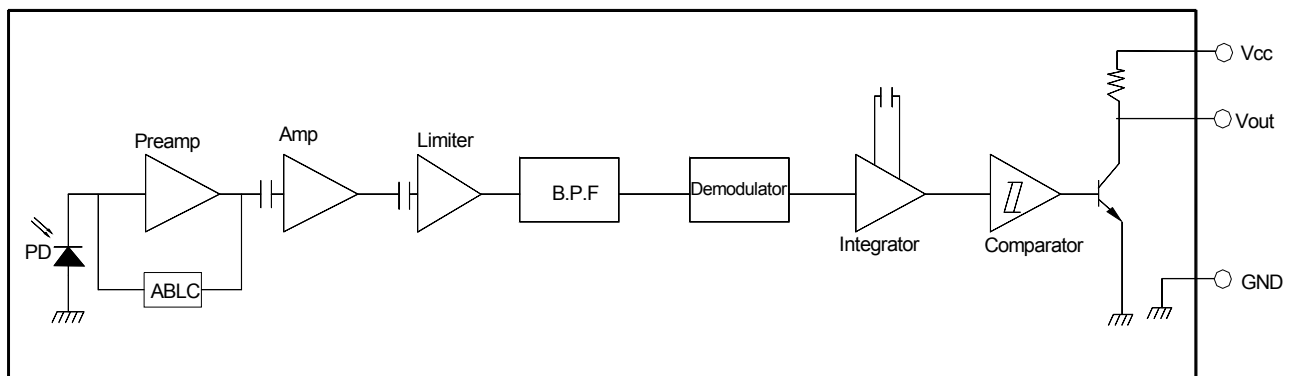 Preamp
Amp
Limiter
B.P.F
Demodulator
Integrator
Comparator
PD
ABLC
Vcc
Vout
GND